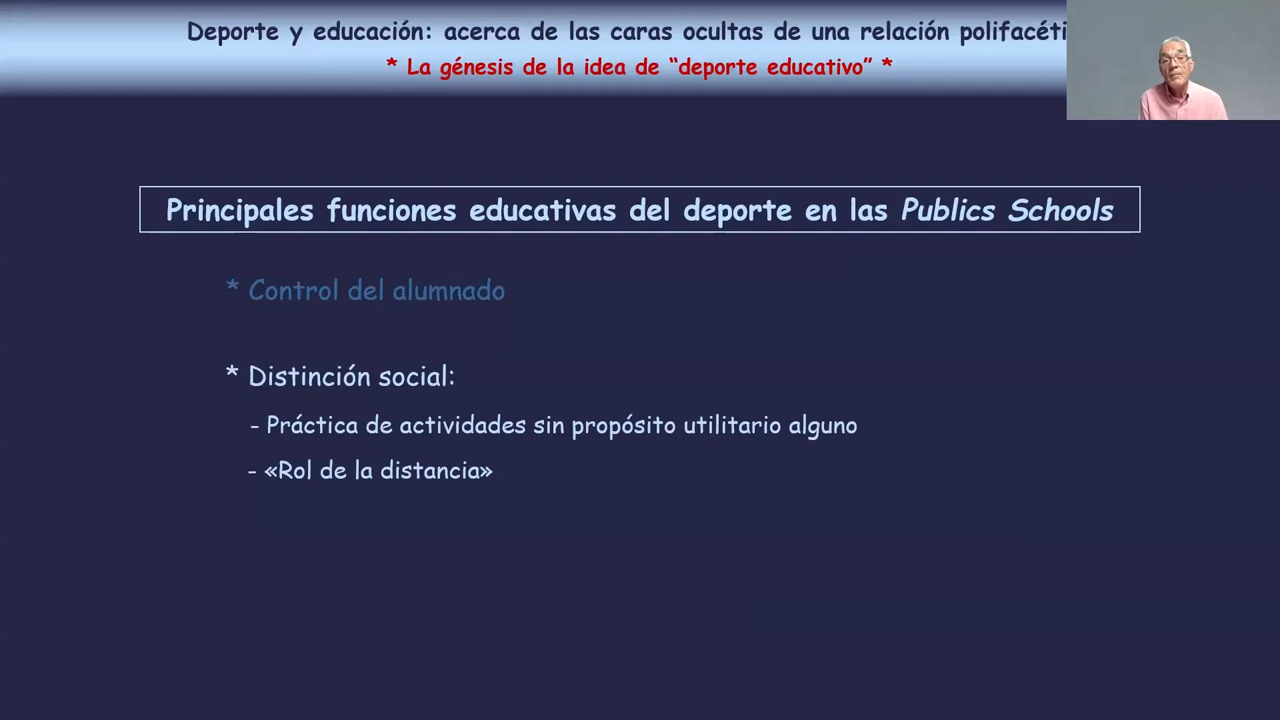 Deporte y educación: acerca de las caras ocultas de una relación polifacéti
* La génesis de la idea de “deporte educativo” *
Principales funciones educativas del deporte en las Publics Schools
* Control del alumnado
* Distinción social:
- Práctica de actividades sin propósito utilitario alguno
- «Rol de la distancia»